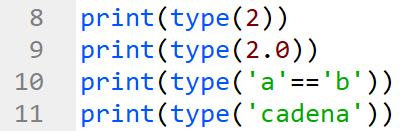 8 print(type(2))
9 print(type(2.0))
10 print(type('a'=='b'))
11 print(type('cadena'))